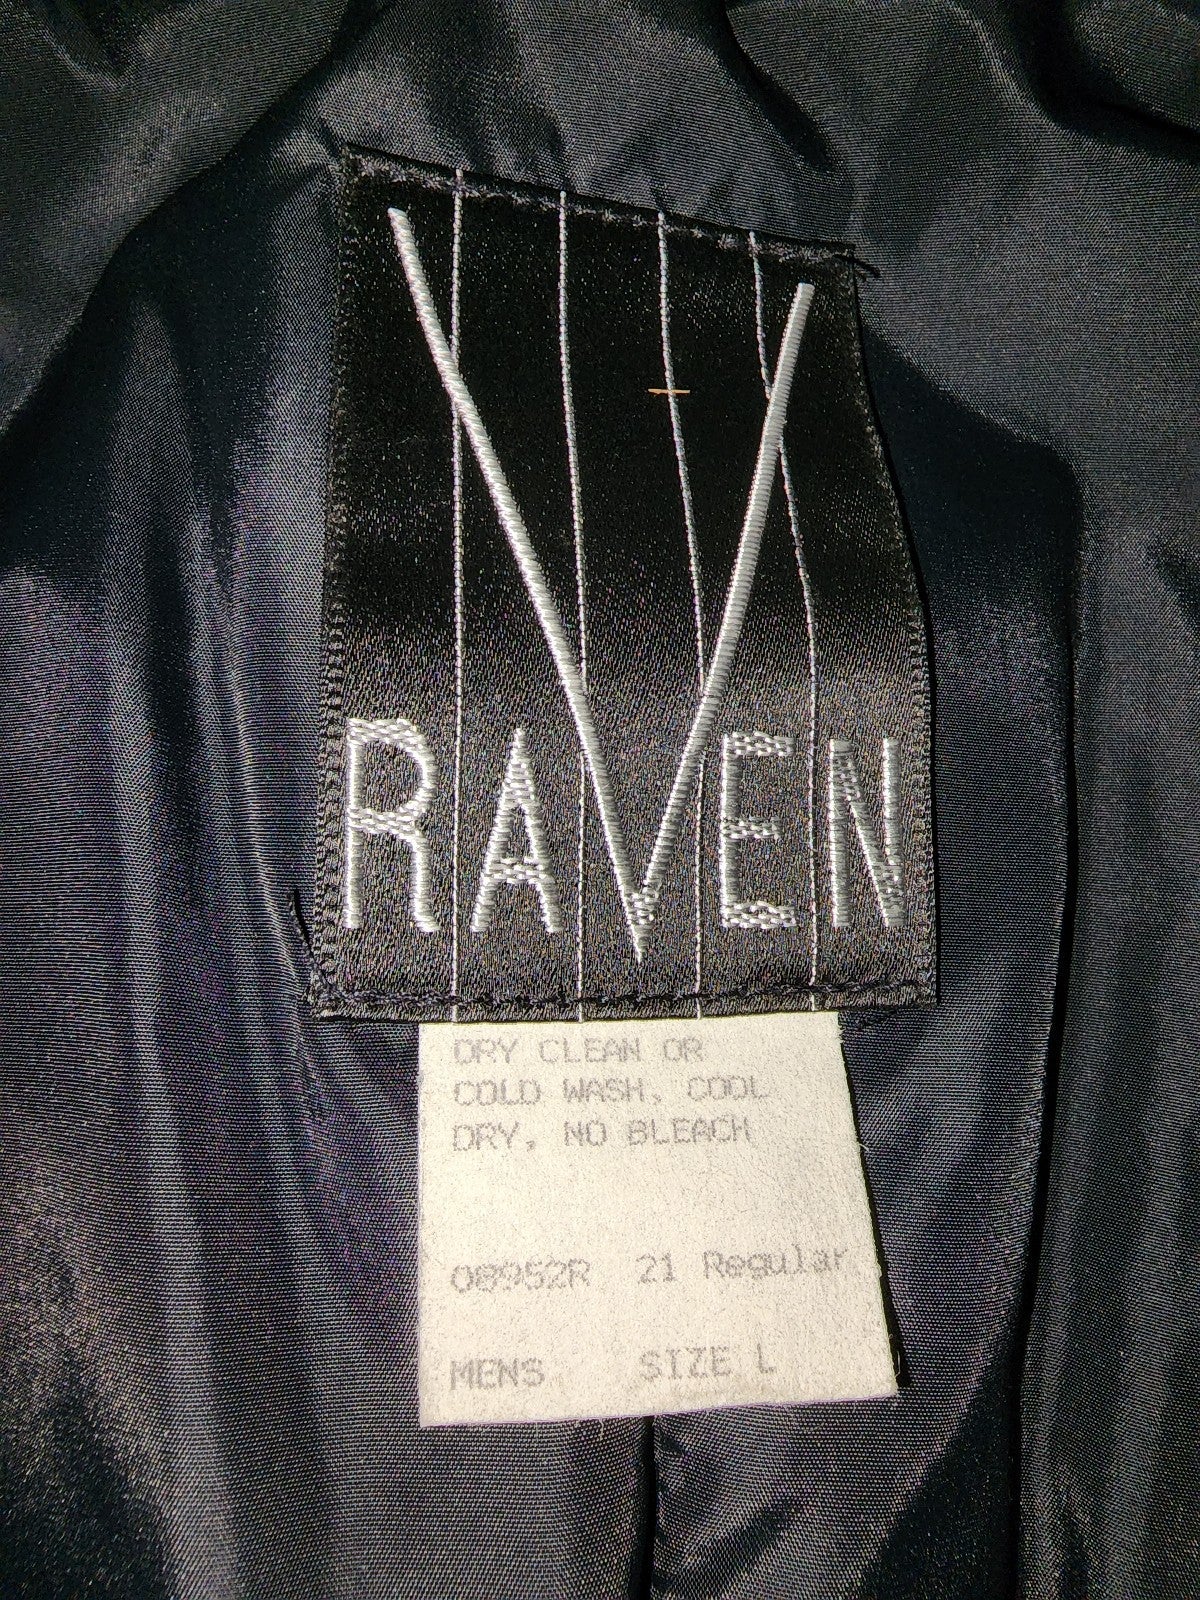 RAVEN
DRY CLEAN OR
COLD WASH, COOL
DRY, NO BLEACH
08952R 21 Regular
MENS SIZE L